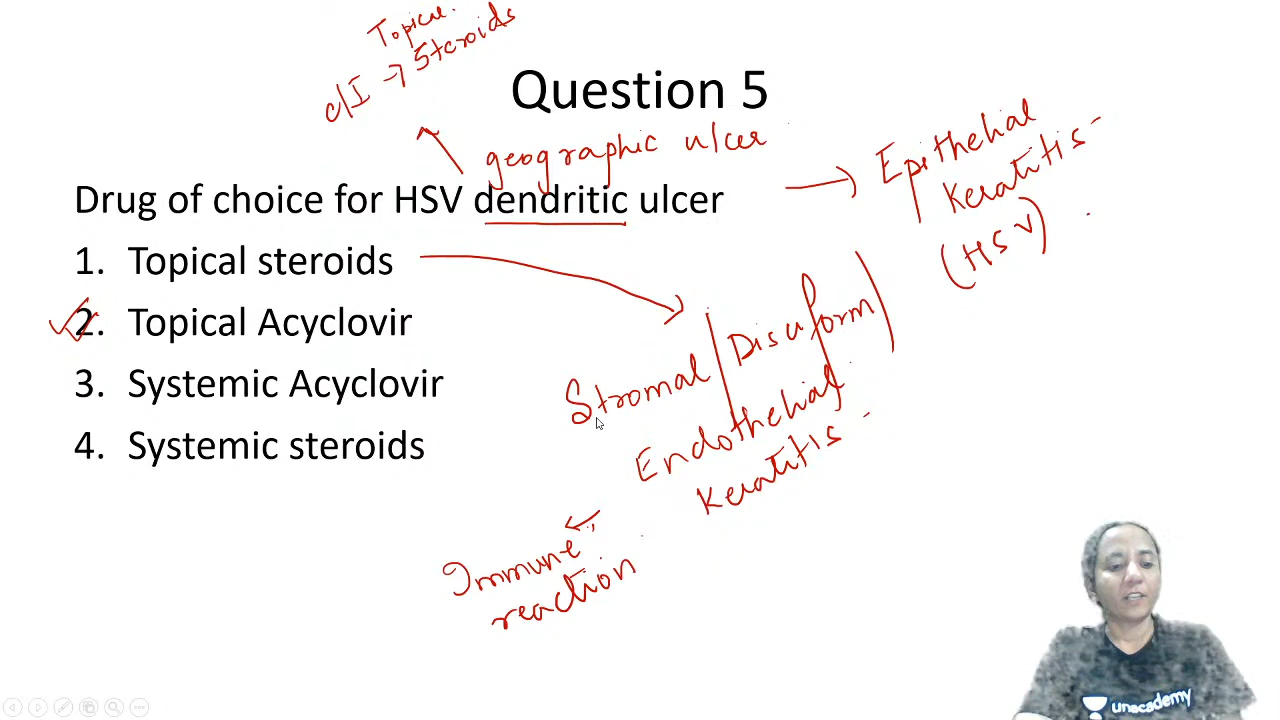 Topical
C/I → Steroids
Question 5
geographic ulcer
Drug of choice for HSV dendritic ulcer
→ Epithelial
Keratitis
(HSV)
1. Topical steroids
2. Topical Acyclovir
3. Systemic Acyclovir
4. Systemic steroids
Stromal / Disciform /
Endothelial
Keratitis
Immune
reaction
unacademy